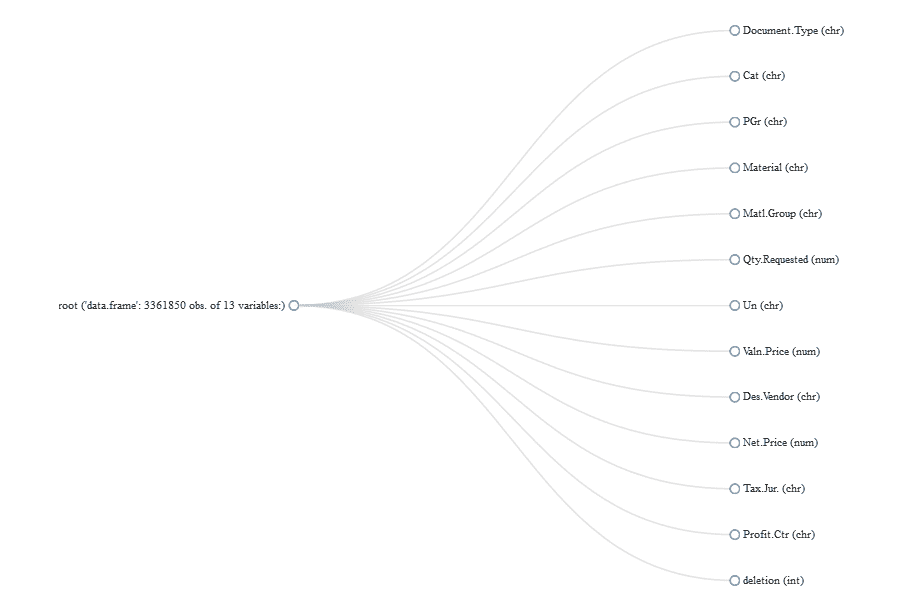 Document.Type (chr)
Cat (chr)
PGr (chr)
Material (chr)
Matl.Group (chr)
Qty.Requested (num)
root ('data.frame': 3361850 obs. of 13 variables:)
Un (chr)
Valn.Price (num)
Des.Vendor (chr)
Net.Price (num)
Tax.Jur. (chr)
Profit.Ctr (chr)
deletion (int)